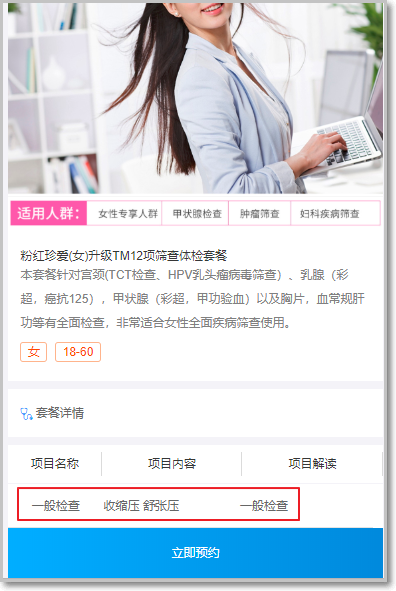 适用人群：
女性专享人群 甲状腺检查 肿瘤筛查 妇科疾病筛查
粉红珍爱(女)升级TM12项筛查体检套餐
本套餐针对宫颈(TCT检查、HPV乳头瘤病毒筛查）、乳腺（彩
超，癌抗125），甲状腺（彩超，甲功验血）以及胸片，血常规肝
功等有全面检查，非常适合女性全面疾病筛查使用。
女 18-60
套餐详情
项目名称 项目内容 项目解读
一般检查 收缩压 舒张压 一般检查
立即预约